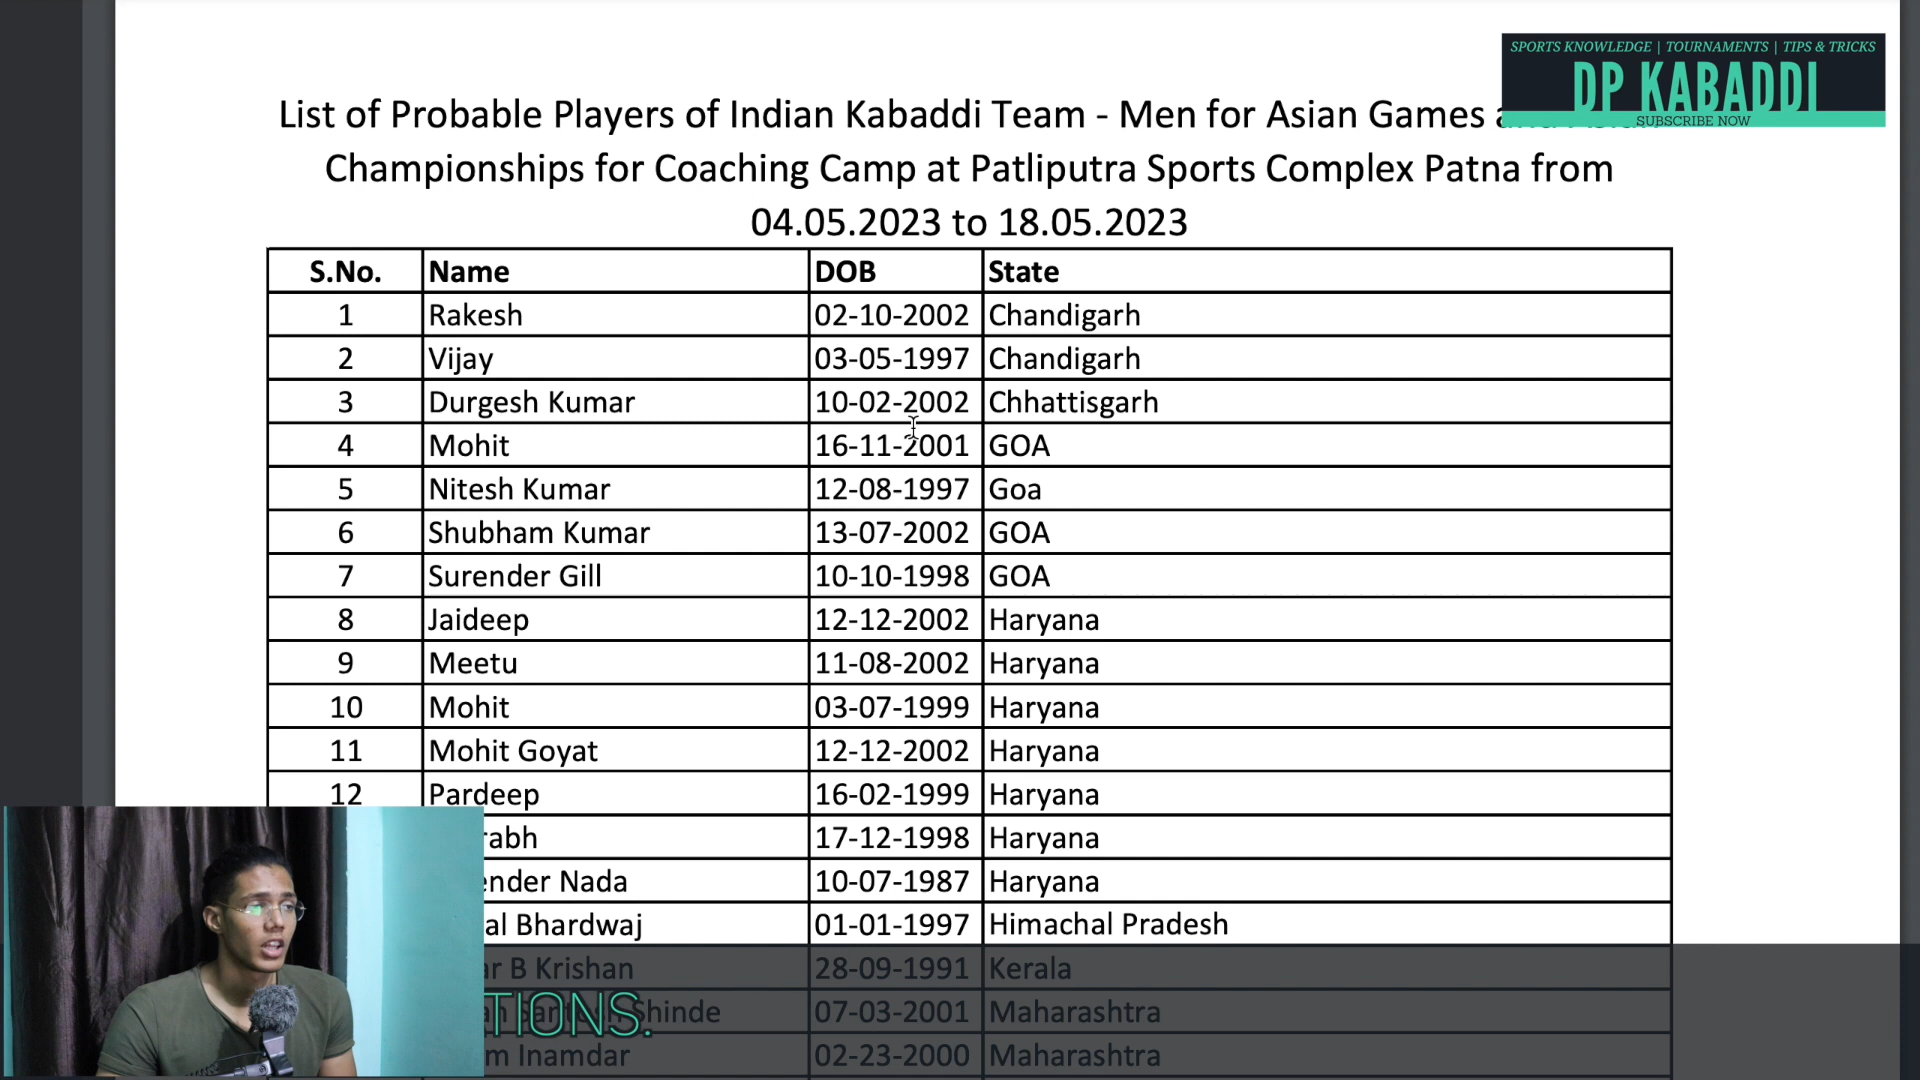 SPORTS KNOWLEDGE | TOURNAMENTS | TIPS & TRICKS
DP KABADDI
SUBSCRIBE NOW
List of Probable Players of Indian Kabaddi Team - Men for Asian Games
Championships for Coaching Camp at Patliputra Sports Complex Patna from
04.05.2023 to 18.05.2023
S.No. Name DOB State
1 Rakesh 02-10-2002 Chandigarh
2 Vijay 03-05-1997 Chandigarh
3 Durgesh Kumar 10-02-2002 Chhattisgarh
4 Mohit 16-11-2001 GOA
5 Nitesh Kumar 12-08-1997 Goa
6 Shubham Kumar 13-07-2002 GOA
7 Surender Gill 10-10-1998 GOA
8 Jaideep 12-12-2002 Haryana
9 Meetu 11-08-2002 Haryana
10 Mohit 03-07-1999 Haryana
11 Mohit Goyat 12-12-2002 Haryana
12 Pardeep 16-02-1999 Haryana
17-12-1998 Haryana
Nada 10-07-1987 Haryana
Bhardwaj 01-01-1997 Himachal Pradesh
B Krishan 28-09-1991 Kerala
07-03-2001 Maharashtra
Inamdar 02-23-2000 Maharashtra